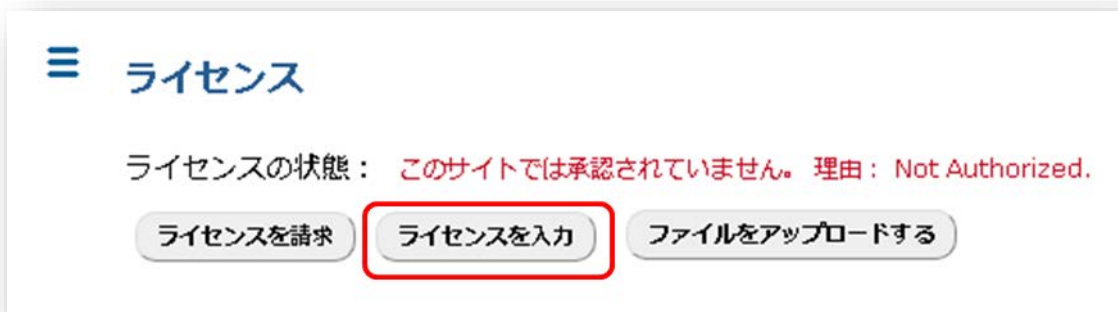 ライセンス
ライセンスの状態： このサイトでは承認されていません。 理由： Not Authorized.
ライセンスを請求 ライセンスを入力 ファイルをアップロードする